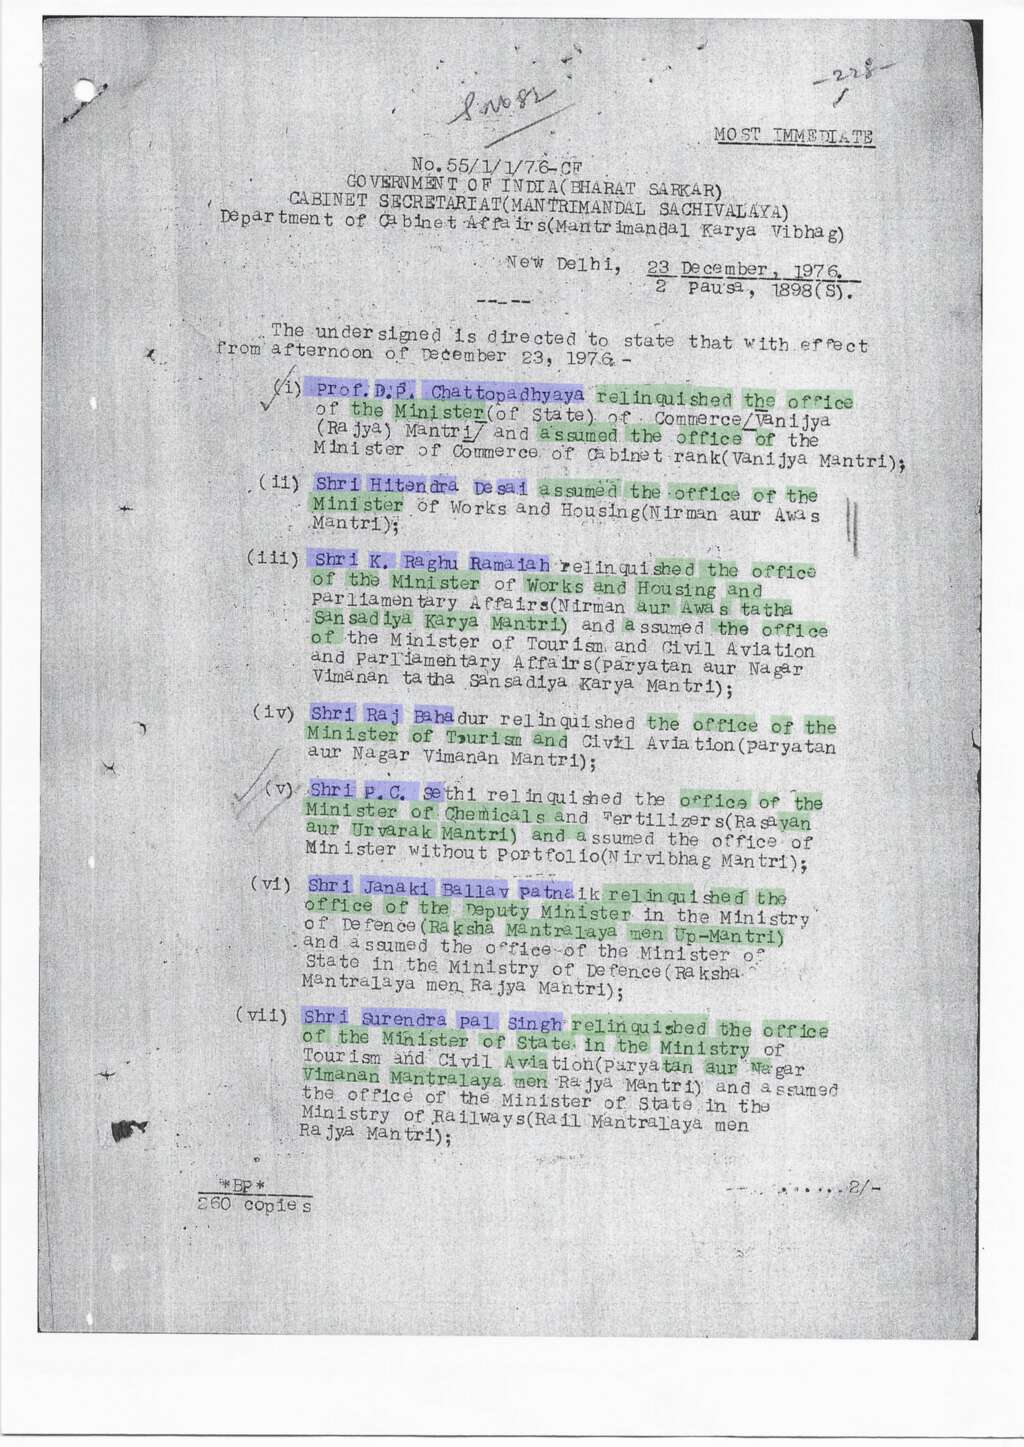 -228-
S.No 82
MOST IMMEDIATE
No.55/1/1/76-CF
GOVERNMENT OF INDIA(BHARAT SARKAR)
CABINET SECRETARIAT(MANTRIMANDAL SACHIVALAYA)
Department of Cabinet Affairs(Mantrimandal Karya Vibhag)
New Delhi, 23 December, 1976.
2 Pausa, 1898(S).
-----
The undersigned is directed to state that with effect
from afternoon of December 23, 1976, -
(i) Prof. D.P. Chattopadhyaya relinquished the office
of the Minister(of State) of Commerce/Vanijya
(Rajya) Mantri/ and assumed the office of the
Minister of Commerce of Cabinet rank(Vanijya Mantri);
(ii) Shri Hitendra Desai assumed the office of the
Minister of Works and Housing(Nirman aur Awas
Mantri);
(iii) Shri K. Raghu Ramaiah relinquished the office
of the Minister of Works and Housing and
Parliamentary Affairs(Nirman aur Awas tatha
Sansadiya Karya Mantri) and assumed the office
of the Minister of Tourism and Civil Aviation
and Parliamentary Affairs(Paryatan aur Nagar
Vimanan tatha Sansadiya Karya Mantri);
(iv) Shri Raj Bahadur relinquished the office of the
Minister of Tourism and Civil Aviation(Paryatan
aur Nagar Vimanan Mantri);
(v) Shri P.C. Sethi relinquished the office of the
Minister of Chemicals and Fertilizers(Rasayan
aur Urvarak Mantri) and assumed the office of
Minister without Portfolio(Nirvibhag Mantri);
(vi) Shri Janaki Ballav Patnaik relinquished the
office of the Deputy Minister in the Ministry
of Defence(Raksha Mantralaya men Up-Mantri)
and assumed the office of the Minister of
State in the Ministry of Defence(Raksha
Mantralaya men Rajya Mantri);
(vii) Shri Surendra Pal Singh relinquished the office
of the Minister of State in the Ministry of
Tourism and Civil Aviation(Paryatan aur Nagar
Vimanan Mantralaya men Rajya Mantri) and assumed
the office of the Minister of State in the
Ministry of Railways(Rail Mantralaya men
Rajya Mantri);
*BP*
260 copies
.......2/-